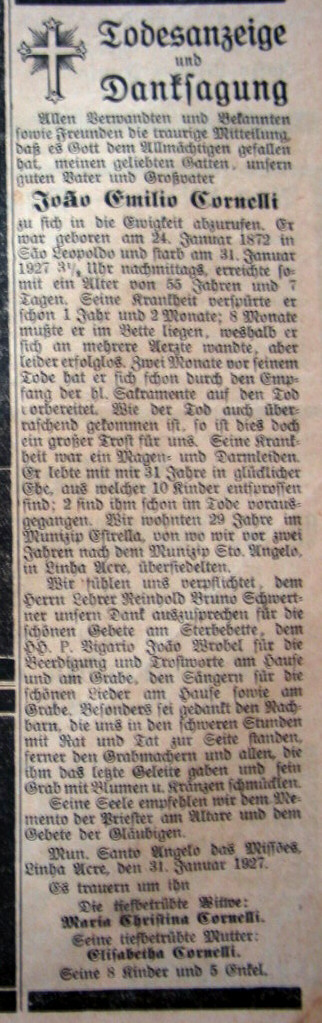 Todesanzeige
und
Danksagung
Allen Verwandten und Bekannten
sowie Freunden die traurige Mitteilung,
daß es Gott dem Allmächtigen gefallen
hat, meinen geliebten Gatten, unsern
guten Vater und Großvater
João Emilio Cornelli
zu sich in die Ewigkeit abzurufen. Er
war geboren am 24. Januar 1872 in
São Leopoldo und starb am 31. Januar
1927 3½ Uhr nachmittags, erreichte so-
mit ein Alter von 55 Jahren und 7
Tagen. Seine Krankheit verspürte er
schon 1 Jahr und 2 Monate; 8 Monate
mußte er im Bette liegen, weshalb er
sich an mehrere Aerzte wandte, aber
leider erfolglos. Zwei Monate vor seinem
Tode hat er sich schon durch den Emp-
fang der hl. Sakramente auf den Tod
vorbereitet. Wie der Tod auch über-
raschend gekommen ist, so ist dies doch
ein großer Trost für uns. Seine Krank-
heit war ein Magen- und Darmleiden.
Er lebte mit mir 31 Jahre in glücklicher
Ehe, aus welcher 10 Kinder entsprossen
sind; 2 sind ihm schon im Tode voraus-
gegangen. Wir wohnten 29 Jahre im
Munizip Estrella, von wo wir vor zwei
Jahren nach dem Munizip Sto. Angelo,
in Linha Acre, übersiedelten.
Wir fühlen uns verpflichtet, dem
Herrn Lehrer Reinhold Bruno Schwert-
ner unsern Dank auszusprechen für die
schönen Gebete am Sterbebette, dem
HH. P. Vigario João Wrobel für die
Beerdigung und Trostworte am Hause
und am Grabe, den Sängern für die
schönen Lieder am Hause sowie am
Grabe. Besonders sei gedankt den Nach-
barn, die uns in den schweren Stunden
mit Rat und Tat zur Seite standen,
ferner den Grabmachern und allen, die
ihm das letzte Geleite gaben und sein
Grab mit Blumen u. Kränzen schmückten.
Seine Seele empfehlen wir dem Me-
mento der Priester am Altare und dem
Gebete der Gläubigen.
Mun. Santo Angelo das Missões,
Linha Acre, den 31. Januar 1927.
Es trauern um ihn
Die tiefbetrübte Witwe:
Maria Christina Cornelli.
Seine tiefbetrübte Mutter:
Elisabetha Cornelli.
Seine 8 Kinder und 5 Enkel.